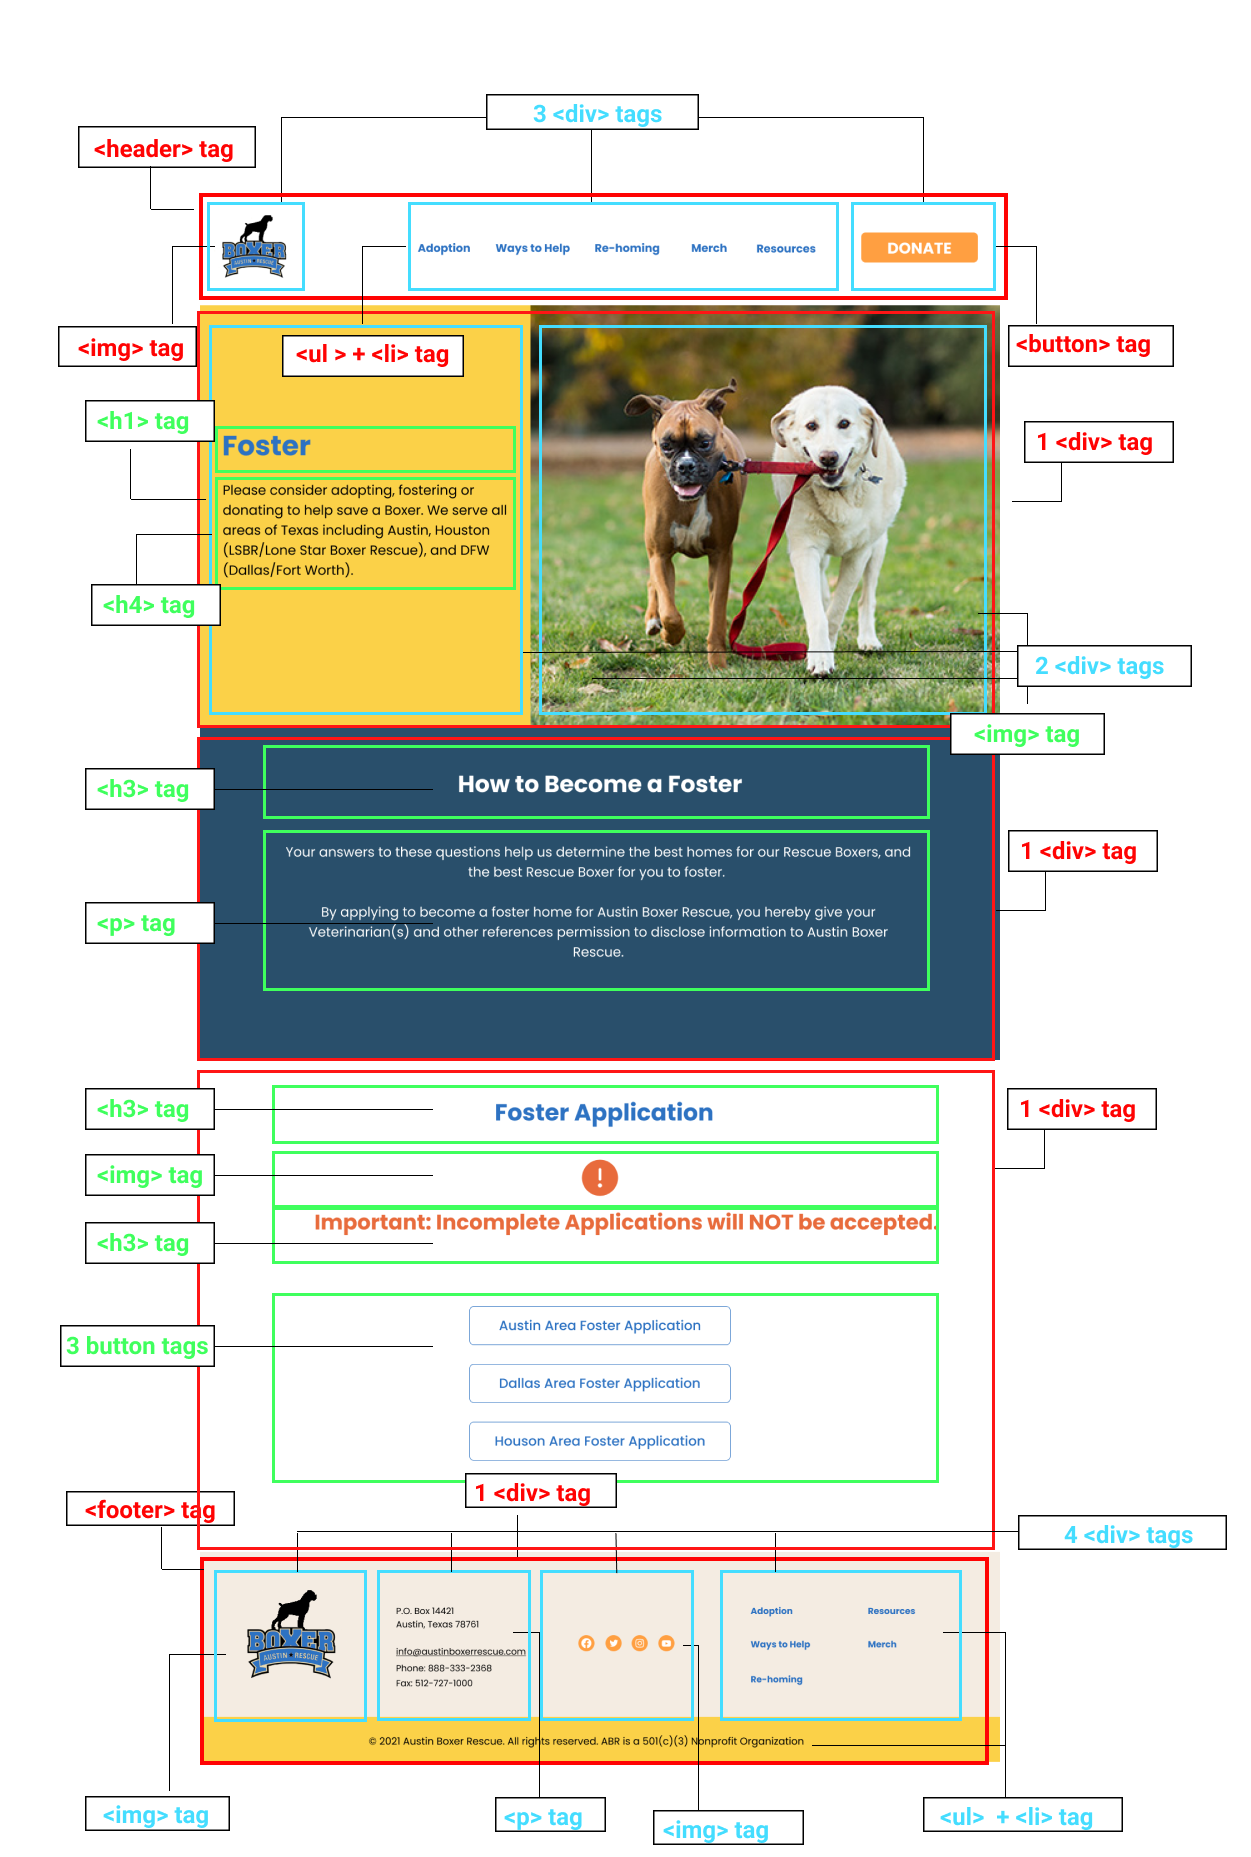 3 <div> tags
<header> tag
BOXER
AUSTIN RESCUE
Adoption Ways to Help Re-homing Merch Resources
DONATE
<img> tag
<ul > + <li> tag
<button> tag
<h1> tag
Foster
1 <div> tag
Please consider adopting, fostering or
donating to help save a Boxer. We serve all
areas of Texas including Austin, Houston
(LSBR/Lone Star Boxer Rescue), and DFW
(Dallas/Fort Worth).
<h4> tag
2 <div> tags
<img> tag
<h3> tag
How to Become a Foster
Your answers to these questions help us determine the best homes for our Rescue Boxers, and
the best Rescue Boxer for you to foster.
1 <div> tag
<p> tag
By applying to become a foster home for Austin Boxer Rescue, you hereby give your
Veterinarian(s) and other references permission to disclose information to Austin Boxer
Rescue.
<h3> tag
Foster Application
1 <div> tag
<img> tag
!
<h3> tag
Important: Incomplete Applications will NOT be accepted.
3 button tags
Austin Area Foster Application
Dallas Area Foster Application
Houson Area Foster Application
1 <div> tag
<footer> tag
4 <div> tags
BOXER
AUSTIN RESCUE
P.O. Box 14421
Austin, Texas 78761
info@austinboxerrescue.com
Phone: 888-333-2368
Fax: 512-727-1000
Adoption Resources
Ways to Help Merch
Re-homing
© 2021 Austin Boxer Rescue. All rights reserved. ABR is a 501(c)(3) Nonprofit Organization
<img> tag
<p> tag
<img> tag
<ul> + <li> tag